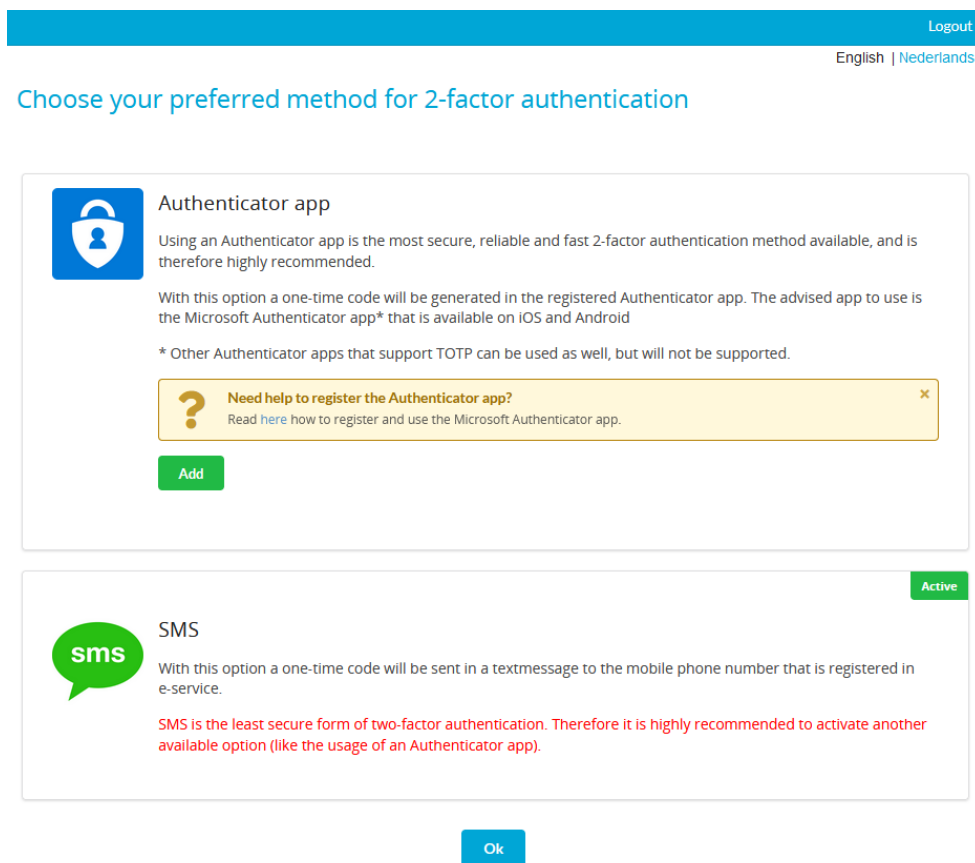 Logout
English | Nederlands
Choose your preferred method for 2-factor authentication
Authenticator app
Using an Authenticator app is the most secure, reliable and fast 2-factor authentication method available, and is
therefore highly recommended.
With this option a one-time code will be generated in the registered Authenticator app. The advised app to use is
the Microsoft Authenticator app* that is available on iOS and Android
* Other Authenticator apps that support TOTP can be used as well, but will not be supported.
? Need help to register the Authenticator app? ×
Read here how to register and use the Microsoft Authenticator app.
Add
Active
SMS
sms
With this option a one-time code will be sent in a textmessage to the mobile phone number that is registered in
e-service.
SMS is the least secure form of two-factor authentication. Therefore it is highly recommended to activate another
available option (like the usage of an Authenticator app).
Ok